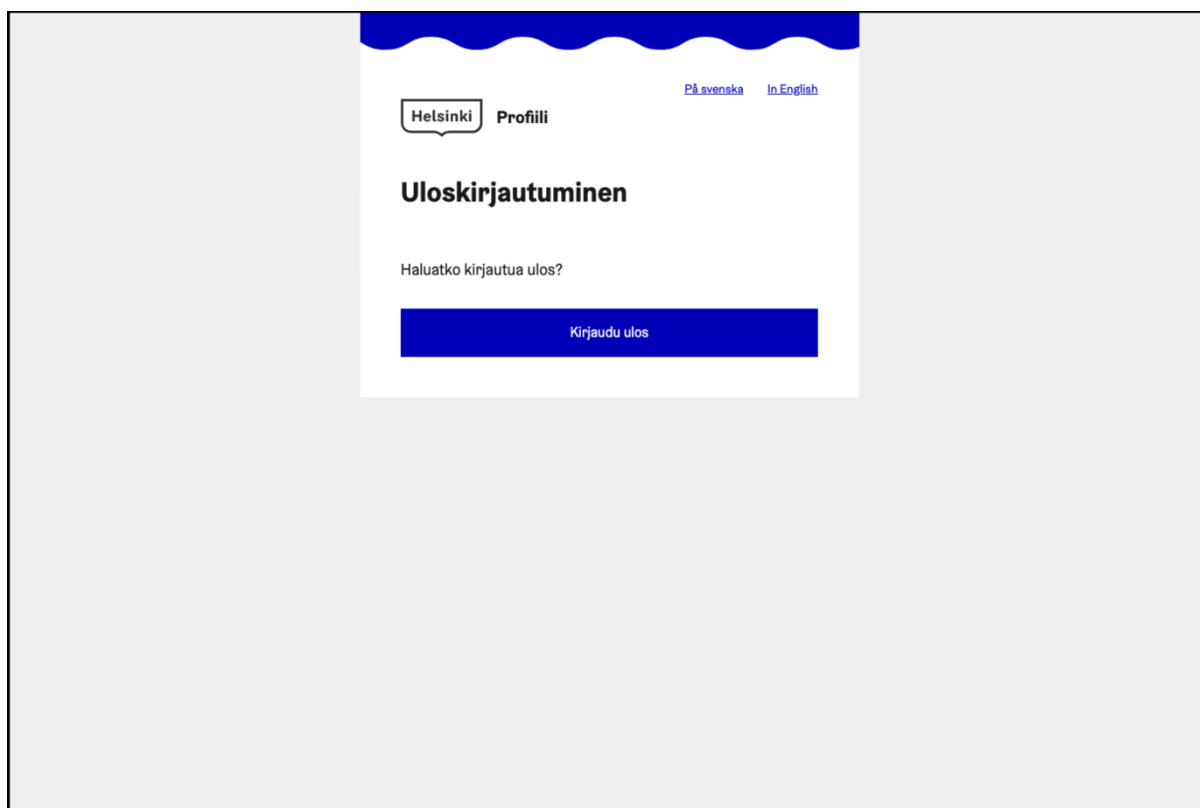 På svenska In English
Helsinki Profiili
Uloskirjautuminen
Haluatko kirjautua ulos?
Kirjaudu ulos